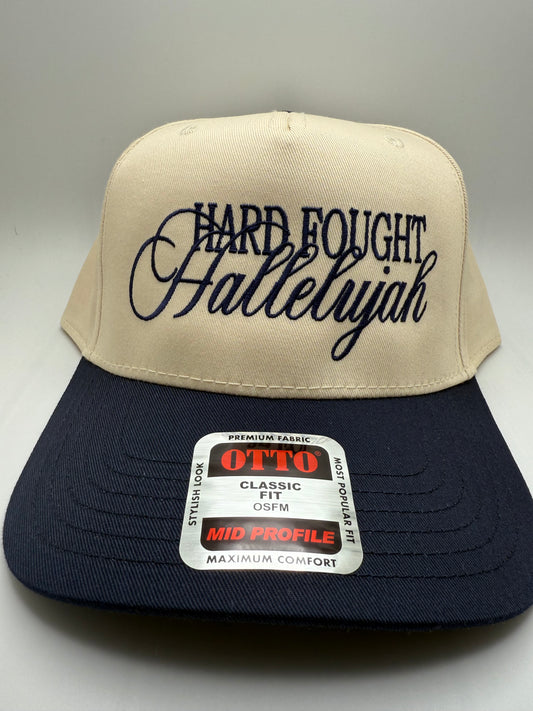 HARD FOUGHT
Hallelujah
PREMIUM FABRIC
STYLISH LOOK
OTTO®
MOST POPULAR FIT
CLASSIC
FIT
OSFM
MID PROFILE
MAXIMUM COMFORT